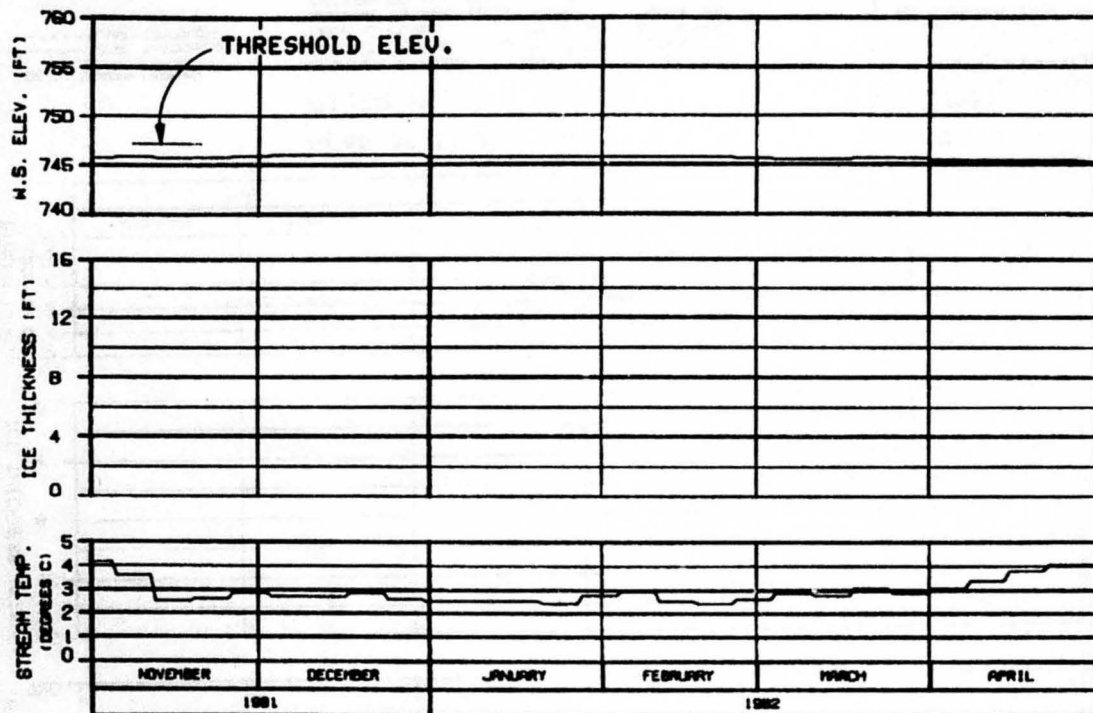 760
THRESHOLD ELEV.
755
750
745
740
W.S. ELEV. (FT)
16
12
8
4
0
ICE THICKNESS (FT)
5
4
3
2
1
0
STREAM TEMP.
(DEGREES C)
NOVEMBER DECEMBER JANUARY FEBRUARY MARCH APRIL
1981 1982